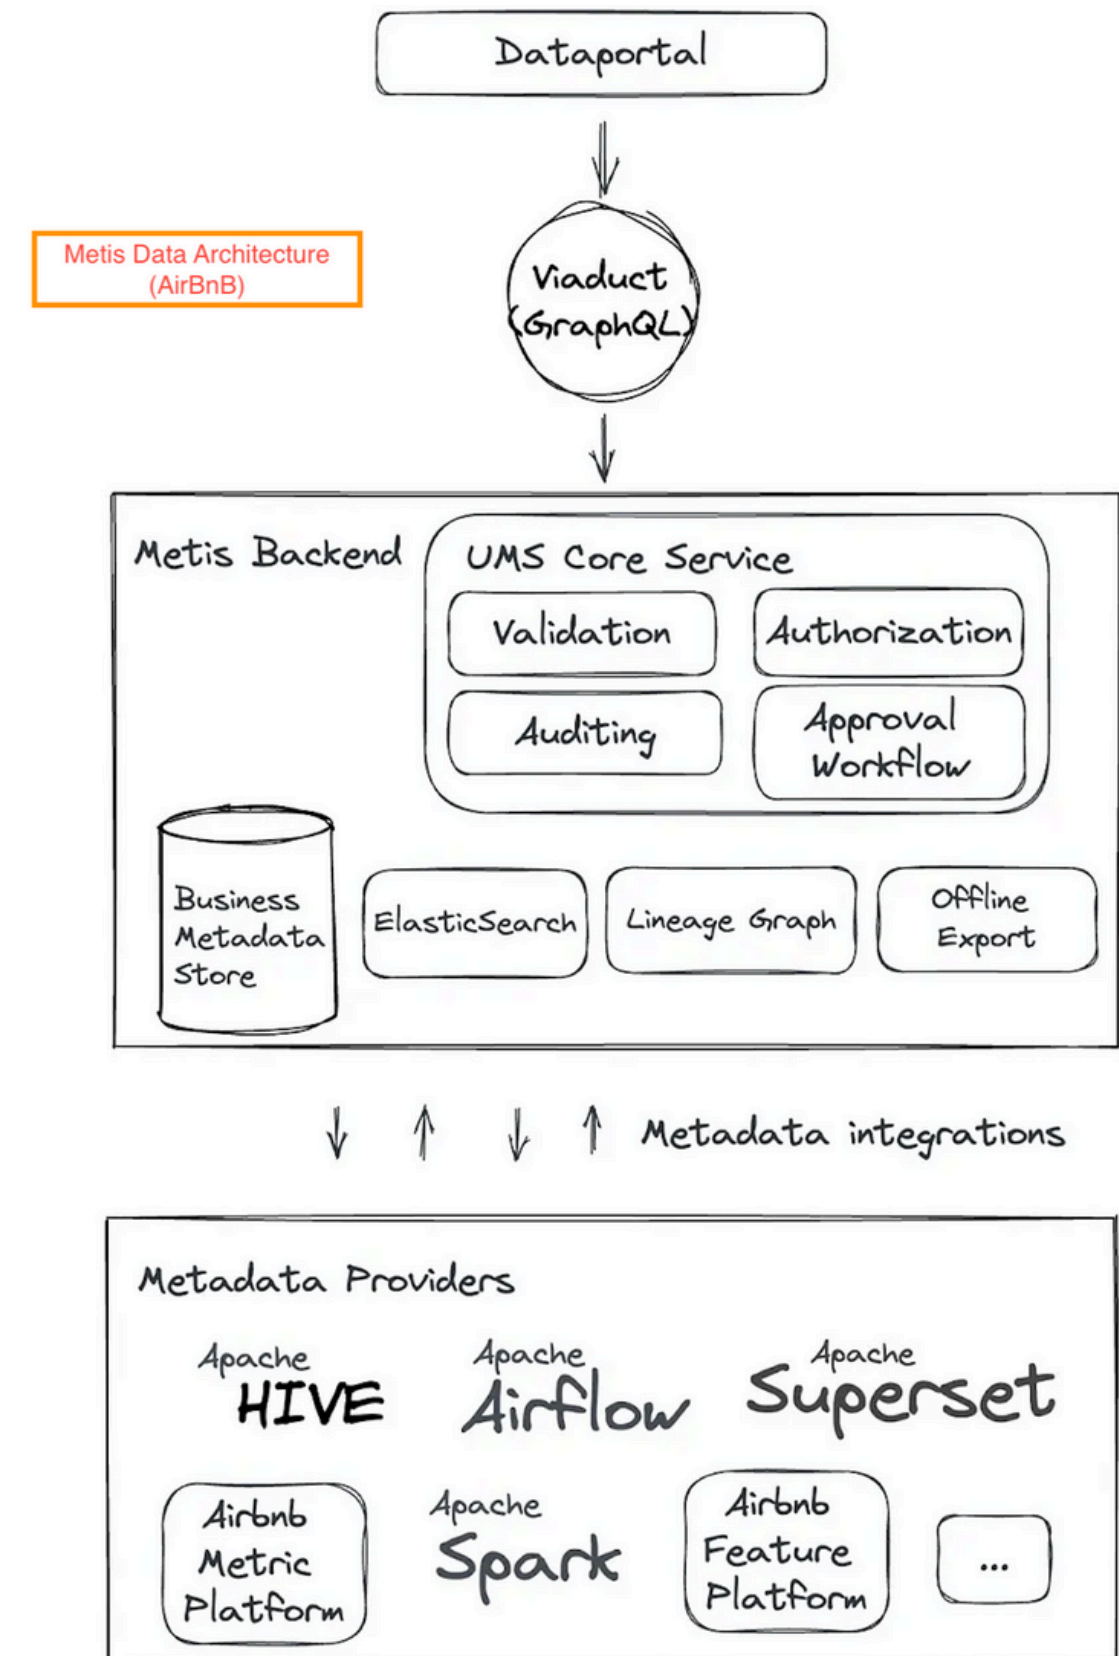 Dataportal
Metis Data Architecture
(AirBnB)
Viaduct
(GraphQL)
Metis Backend
UMS Core Service
Validation
Authorization
Auditing
Approval
Workflow
Business
Metadata
Store
ElasticSearch
Lineage Graph
Offline
Export
Metadata integrations
Metadata Providers
Apache
HIVE
Apache
Airflow
Apache
Superset
Airbnb
Metric
Platform
Apache
Spark
Airbnb
Feature
Platform
...